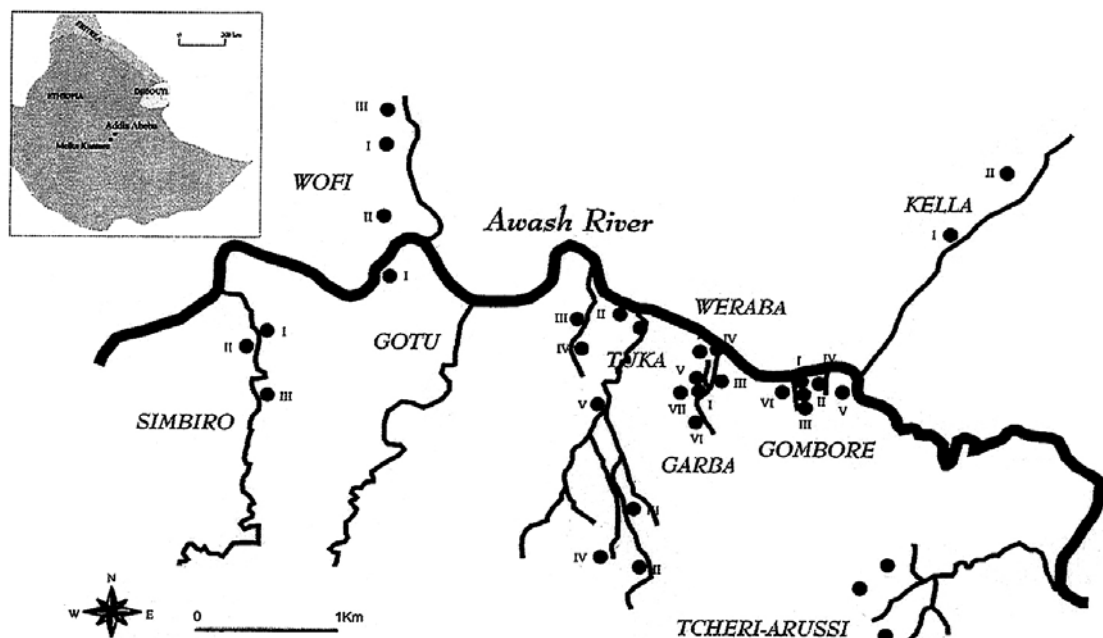 ERITREA
ETHIOPIA
DJIBOUTI
Addis Abeba
Melka Kunture
III
I
WOFI
II
Awash River
II
KELLA
I
I
I
II
III
SIMBIRO
GOTU
III
II
IV
TUKA
V
WERABA
IV
V
III
VII
I
VI
GARBA
I
IV
VI
II
V
III
GOMBORE
III
IV
II
N
W
E
S
0
1Km
TCHERI-ARUSSI